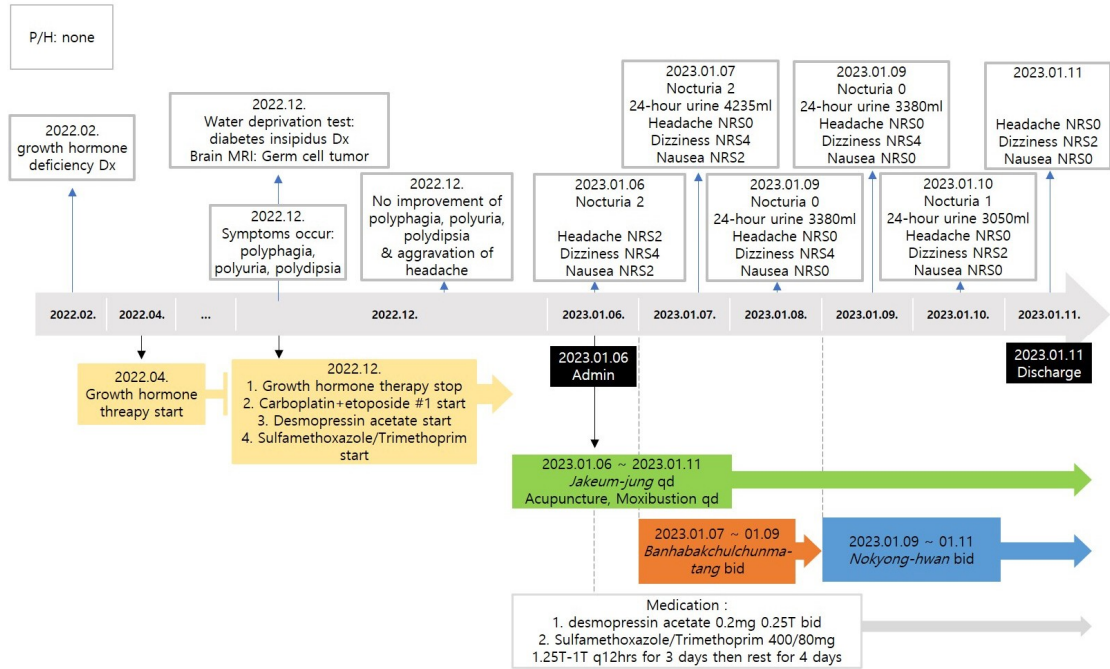 P/H: none
2022.02.
growth hormone
deficiency Dx
2022.12.
Water deprivation test:
diabetes insipidus Dx
Brain MRI: Germ cell tumor
2022.12.
Symptoms occur:
polyphagia,
polyuria, polydipsia
2022.12.
No improvement of
polyphagia, polyuria,
polydipsia
& aggravation of
headache
2023.01.06
Nocturia 2
Headache NRS2
Dizziness NRS4
Nausea NRS2
2023.01.07
Nocturia 2
24-hour urine 4235ml
Headache NRS0
Dizziness NRS4
Nausea NRS2
2023.01.09
Nocturia 0
24-hour urine 3380ml
Headache NRS0
Dizziness NRS4
Nausea NRS0
2023.01.09
Nocturia 0
24-hour urine 3380ml
Headache NRS0
Dizziness NRS4
Nausea NRS0
2023.01.10
Nocturia 1
24-hour urine 3050ml
Headache NRS0
Dizziness NRS2
Nausea NRS0
2023.01.11
Headache NRS0
Dizziness NRS2
Nausea NRS0
2022.02. 2022.04. ... 2022.12. 2023.01.06. 2023.01.07. 2023.01.08. 2023.01.09. 2023.01.10. 2023.01.11.
2022.04.
Growth hormone
threapy start
2022.12.
1. Growth hormone therapy stop
2. Carboplatin+etoposide #1 start
3. Desmopressin acetate start
4. Sulfamethoxazole/Trimethoprim
start
2023.01.06
Admin
2023.01.11
Discharge
2023.01.06 ~ 2023.01.11
Jakeum-jung qd
Acupuncture, Moxibustion qd
2023.01.07 ~ 01.09
Banhabakchulchunma-
tang bid
2023.01.09 ~ 01.11
Nokyong-hwan bid
Medication :
1. desmopressin acetate 0.2mg 0.25T bid
2. Sulfamethoxazole/Trimethoprim 400/80mg
1.25T-1T q12hrs for 3 days then rest for 4 days